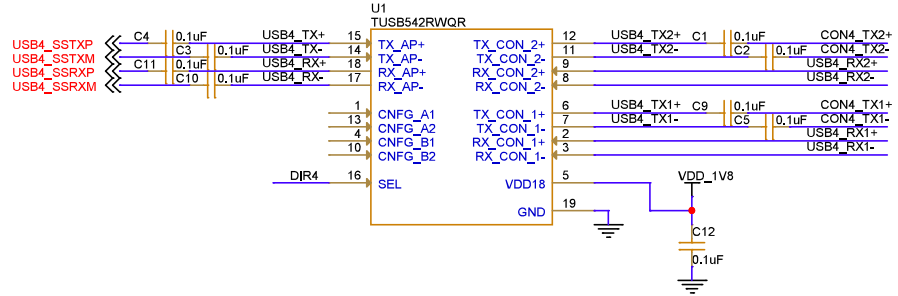 U1
TUSB542RWQR
USB4_SSTXP C4 0.1uF USB4_TX+ 15 TX_AP+ TX_CON_2+ 12 USB4_TX2+ C1 0.1uF CON4_TX2+
USB4_SSTXM C3 0.1uF USB4_TX- 14 TX_AP- TX_CON_2- 11 USB4_TX2- C2 0.1uF CON4_TX2-
USB4_SSRXP C11 0.1uF USB4_RX+ 18 RX_AP+ RX_CON_2+ 9 USB4_RX2+
USB4_SSRXM C10 0.1uF USB4_RX- 17 RX_AP- RX_CON_2- 8 USB4_RX2-
1 CNFG_A1 TX_CON_1+ 6 USB4_TX1+ C9 0.1uF CON4_TX1+
13 CNFG_A2 TX_CON_1- 7 USB4_TX1- C5 0.1uF CON4_TX1-
4 CNFG_B1 RX_CON_1+ 2 USB4_RX1+
10 CNFG_B2 RX_CON_1- 3 USB4_RX1-
DIR4 16 SEL VDD18 5 VDD_1V8
GND 19
C12
0.1uF